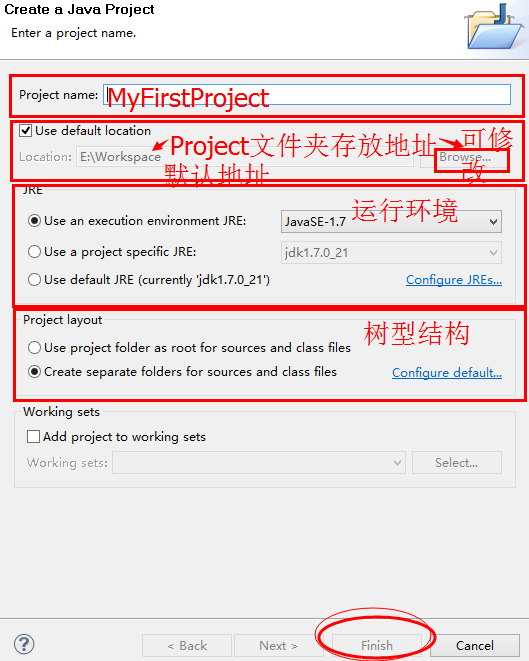 Create a Java Project
Enter a project name.
Project name: MyFirstProject
Use default location
Location: E:\Workspace Browse...
Project文件夹存放地址 可修改
默认地址
JRE
Use an execution environment JRE: JavaSE-1.7 运行环境
Use a project specific JRE: jdk1.7.0_21
Use default JRE (currently 'jdk1.7.0_21') Configure JREs...
Project layout 树型结构
Use project folder as root for sources and class files
Create separate folders for sources and class files Configure default...
Working sets
Add project to working sets
Working sets: Select...
? < Back Next > Finish Cancel